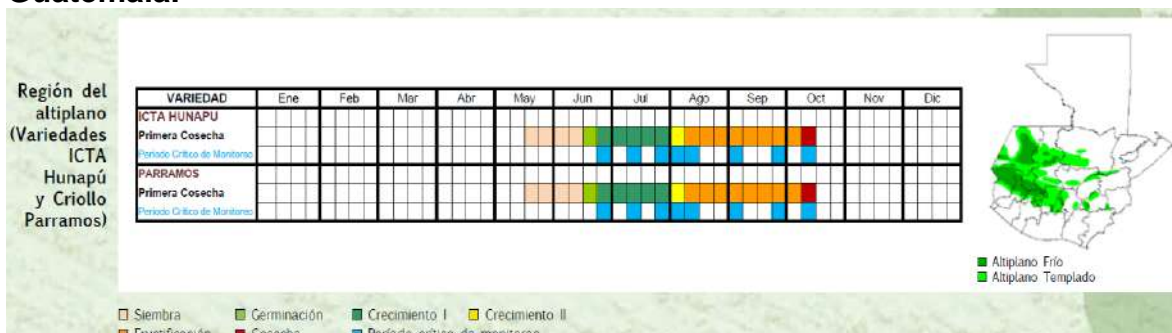 Guatemala.
Región del
altiplano
(Variedades
ICTA
Hunapú
y Criollo
Parramos)
VARIEDAD Ene Feb Mar Abr May Jun Jul Ago Sep Oct Nov Dic
ICTA HUNAPU
Primera Cosecha
Periodo Crítico de Monitoreo
PARRAMOS
Primera Cosecha
Periodo Crítico de Monitoreo
Altiplano Frío
Altiplano Templado
Siembra Germinación Crecimiento I Crecimiento II
Fructificación Cosecha Período crítico de monitoreo